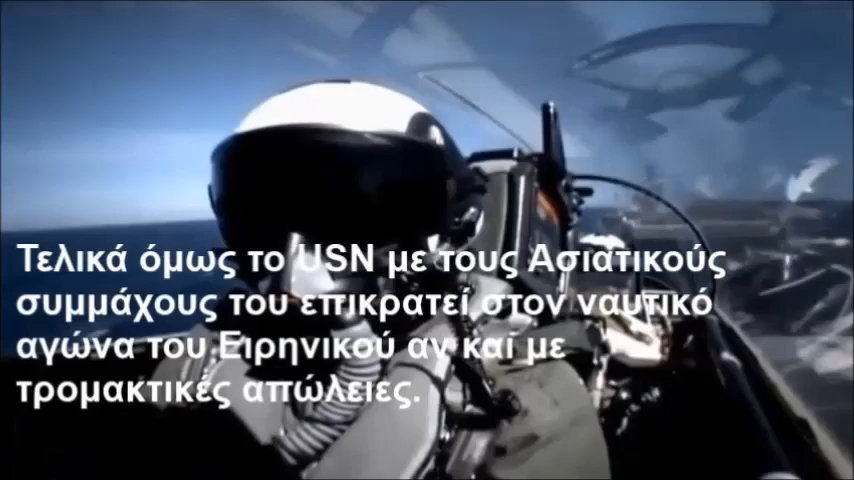 Τελικά όμως το USN με τους Ασιατικούς
συμμάχους του επικρατεί στον ναυτικό
αγώνα του Ειρηνικού αν καί με
τρομακτικές απώλειες.